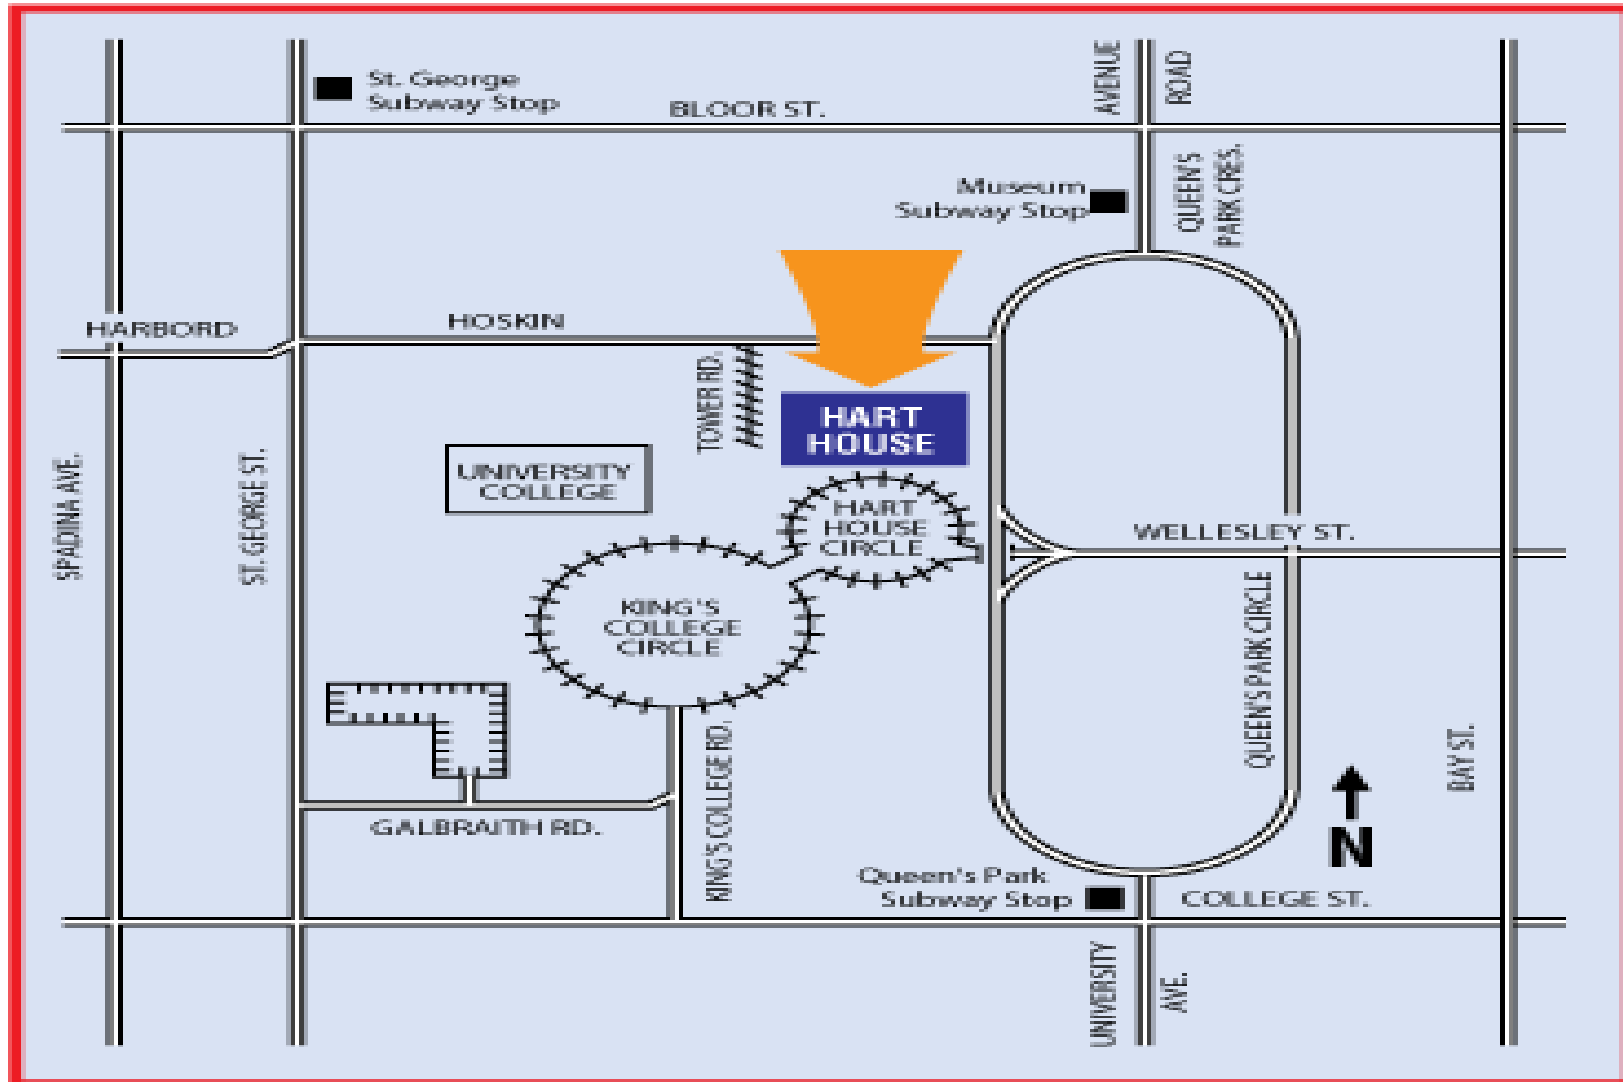 St. George
Subway Stop
BLOOR ST.
AVENUE
ROAD
Museum
Subway Stop
QUEEN'S
PARK CRES.
HARBORD
HOSKIN
TOWER RD.
HART
HOUSE
UNIVERSITY
COLLEGE
HART
HOUSE
CIRCLE
WELLESLEY ST.
SPADINA AVE.
ST. GEORGE ST.
KING'S
COLLEGE
CIRCLE
QUEEN'S PARK CIRCLE
BAY ST.
KING'S COLLEGE RD.
GALBRAITH RD.
N
Queen's Park
Subway Stop
COLLEGE ST.
UNIVERSITY
AVE.